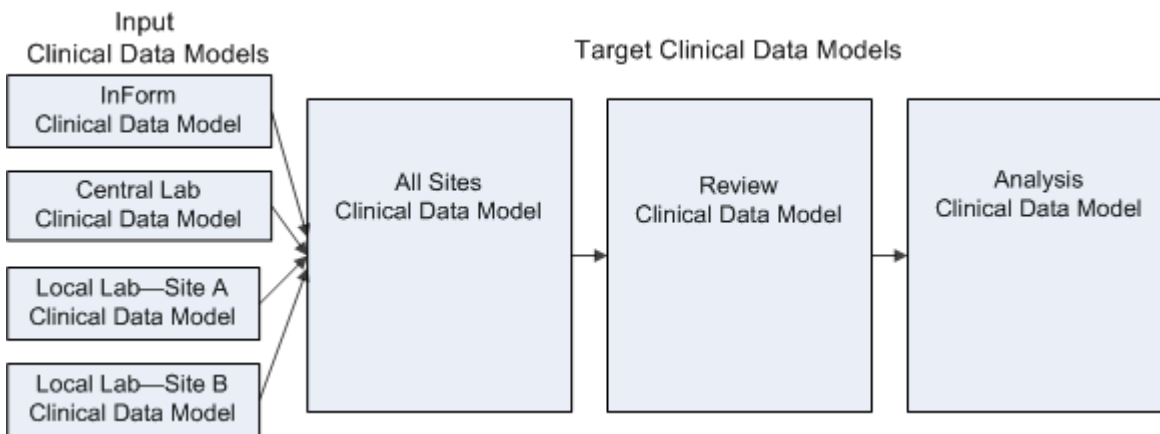 Input
Clinical Data Models
InForm
Clinical Data Model
Central Lab
Clinical Data Model
Local Lab—Site A
Clinical Data Model
Local Lab—Site B
Clinical Data Model
Target Clinical Data Models
All Sites
Clinical Data Model
Review
Clinical Data Model
Analysis
Clinical Data Model